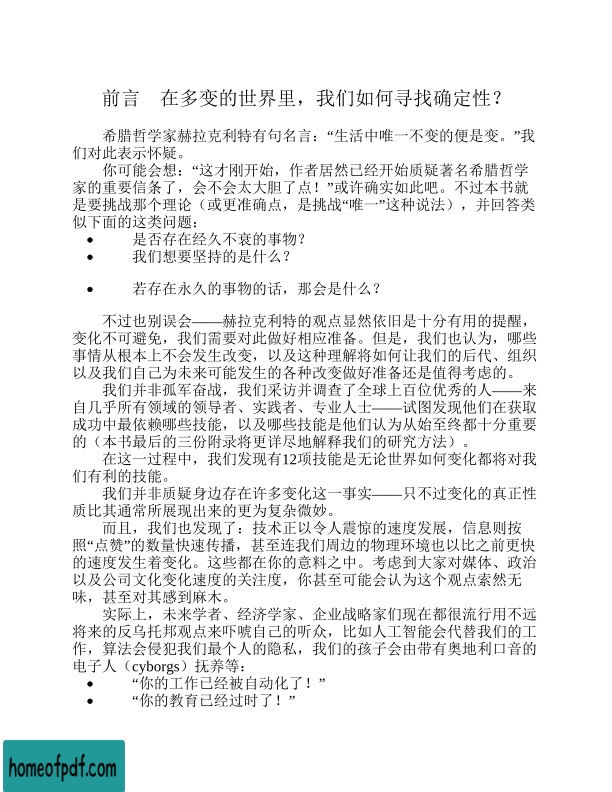 前言　在多变的世界里，我们如何寻找确定性？
希腊哲学家赫拉克利特有句名言：“生活中唯一不变的便是变。”我
们对此表示怀疑。
你可能会想：“这才刚开始，作者居然已经开始质疑著名希腊哲学
家的重要信条了，会不会太大胆了点！”或许确实如此吧。不过本书就
是要挑战那个理论（或更准确点，是挑战“唯一”这种说法），并回答类
似下面的这类问题：
● 是否存在经久不衰的事物？
● 我们想要坚持的是什么？
● 若存在永久的事物的话，那会是什么？
不过也别误会——赫拉克利特的观点显然依旧是十分有用的提醒，
变化不可避免，我们需要对此做好相应准备。但是，我们也认为，哪些
事情从根本上不会发生改变，以及这种理解将如何让我们的后代、组织
以及我们自己为未来可能发生的各种改变做好准备还是值得考虑的。
我们并非孤军奋战，我们采访并调查了全球上百位优秀的人——来
自几乎所有领域的领导者、实践者、专业人士——试图发现他们在获取
成功中最依赖哪些技能，以及哪些技能是他们认为从始至终都十分重要
的（本书最后的三份附录将更详尽地解释我们的研究方法）。
在这一过程中，我们发现有12项技能是无论世界如何变化都将对我
们有利的技能。
我们并非质疑身边存在许多变化这一事实——只不过变化的真正性
质比其通常所展现出来的更为复杂微妙。
而且，我们也发现了：技术正以令人震惊的速度发展，信息则按
照“点赞”的数量快速传播，甚至连我们周边的物理环境也以比之前更快
的速度发生着变化。这些都在你的意料之中。考虑到大家对媒体、政治
以及公司文化变化速度的关注度，你甚至可能会认为这个观点索然无
味，甚至对其感到麻木。
实际上，未来学者、经济学家、企业战略家们现在都很流行用不远
将来的反乌托邦观点来吓唬自己的听众，比如人工智能会代替我们的工
作，算法会侵犯我们最个人的隐私，我们的孩子会由带有奥地利口音的
电子人（cyborgs）抚养等：
● “你的工作已经被自动化了！”
● “你的教育已经过时了！”
homeofpdf.com